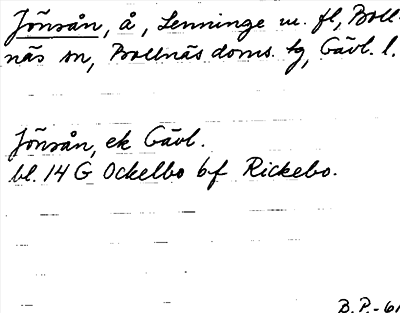 Jönsån, å, Lenninge m. fl, Boll-
näs sn, Bollnäs doms. tg, Gävl. l.
Jönsån, ek Gävl.
bl. 14 G Ockelbo bf Rickebo.
B.P.-61